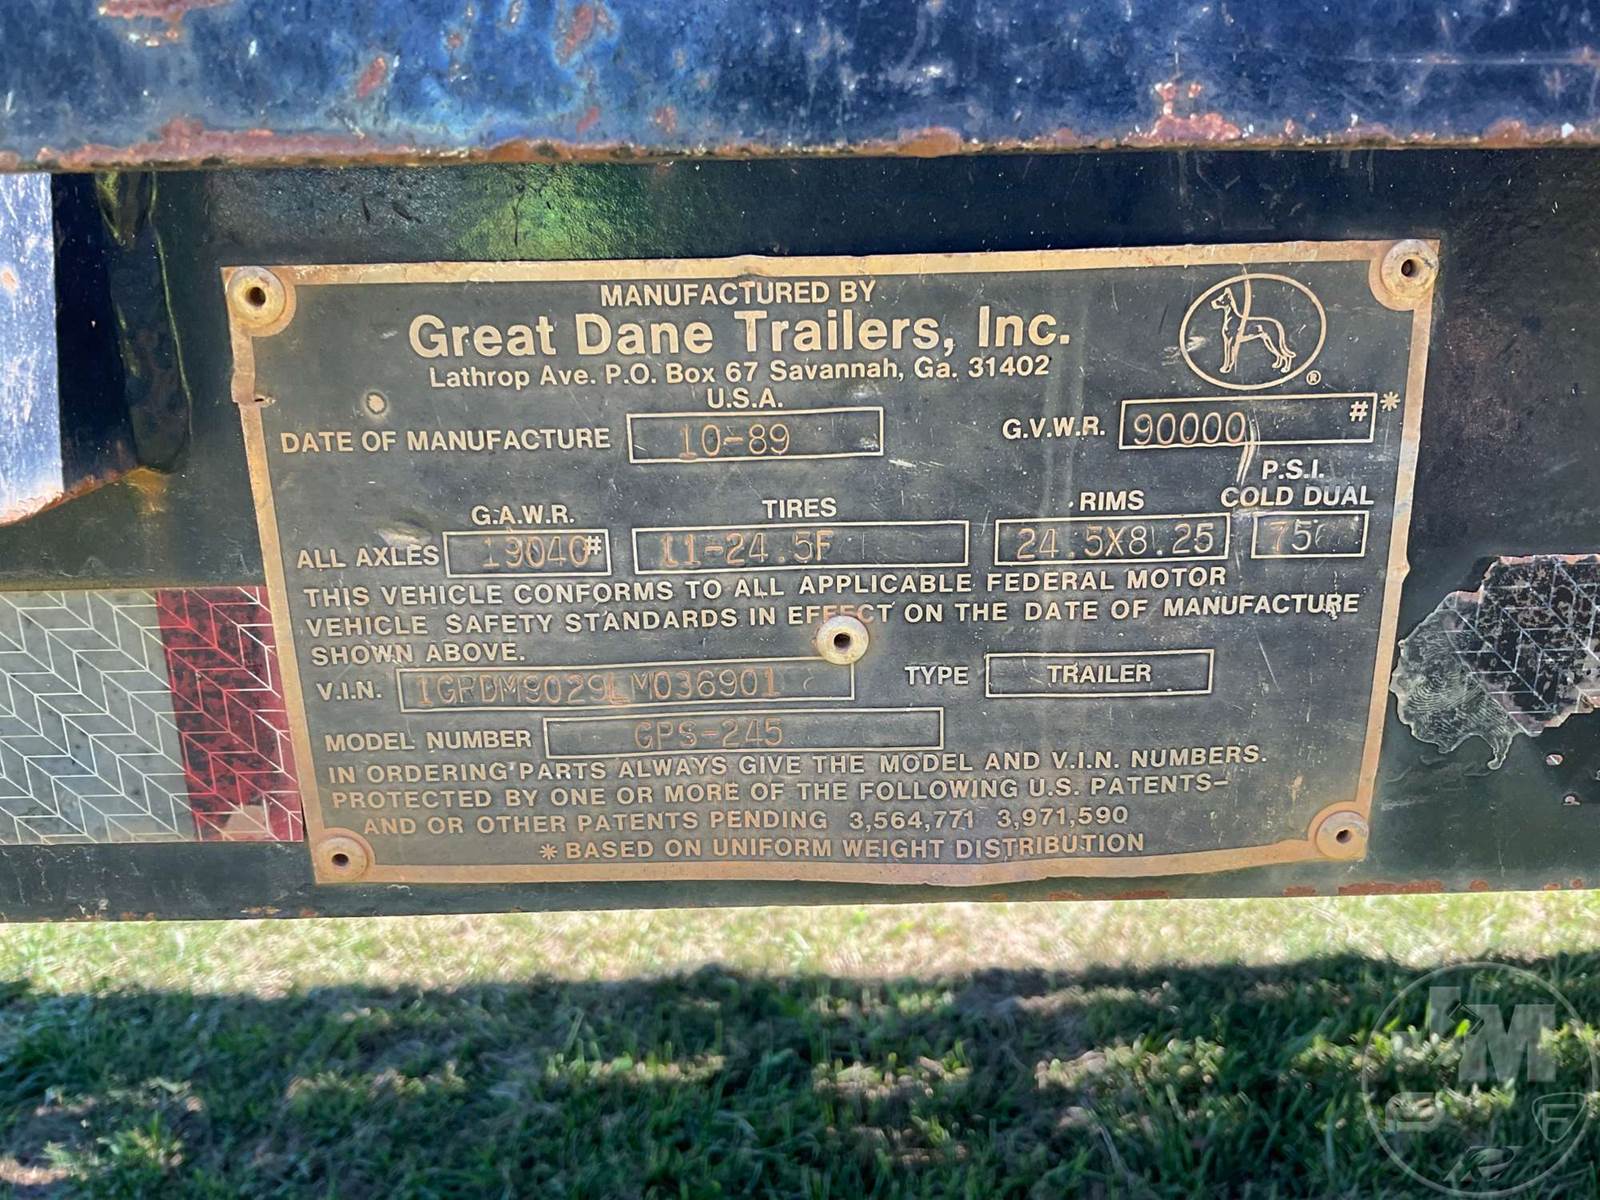 MANUFACTURED BY
Great Dane Trailers, Inc.
®
Lathrop Ave. P.O. Box 67 Savannah, Ga. 31402
U.S.A.
DATE OF MANUFACTURE 10-89 G.V.W.R. 90000 #*
G.A.W.R. TIRES RIMS P.S.I. COLD DUAL
ALL AXLES 19040# 11-24.5F 24.5X8.25 75
THIS VEHICLE CONFORMS TO ALL APPLICABLE FEDERAL MOTOR
VEHICLE SAFETY STANDARDS IN EFFECT ON THE DATE OF MANUFACTURE
SHOWN ABOVE.
V.I.N. 1GRDM9029LM036901 TYPE TRAILER
MODEL NUMBER GPS-245
IN ORDERING PARTS ALWAYS GIVE THE MODEL AND V.I.N. NUMBERS.
PROTECTED BY ONE OR MORE OF THE FOLLOWING U.S. PATENTS-
AND OR OTHER PATENTS PENDING 3,564,771 3,971,590
*BASED ON UNIFORM WEIGHT DISTRIBUTION
JM